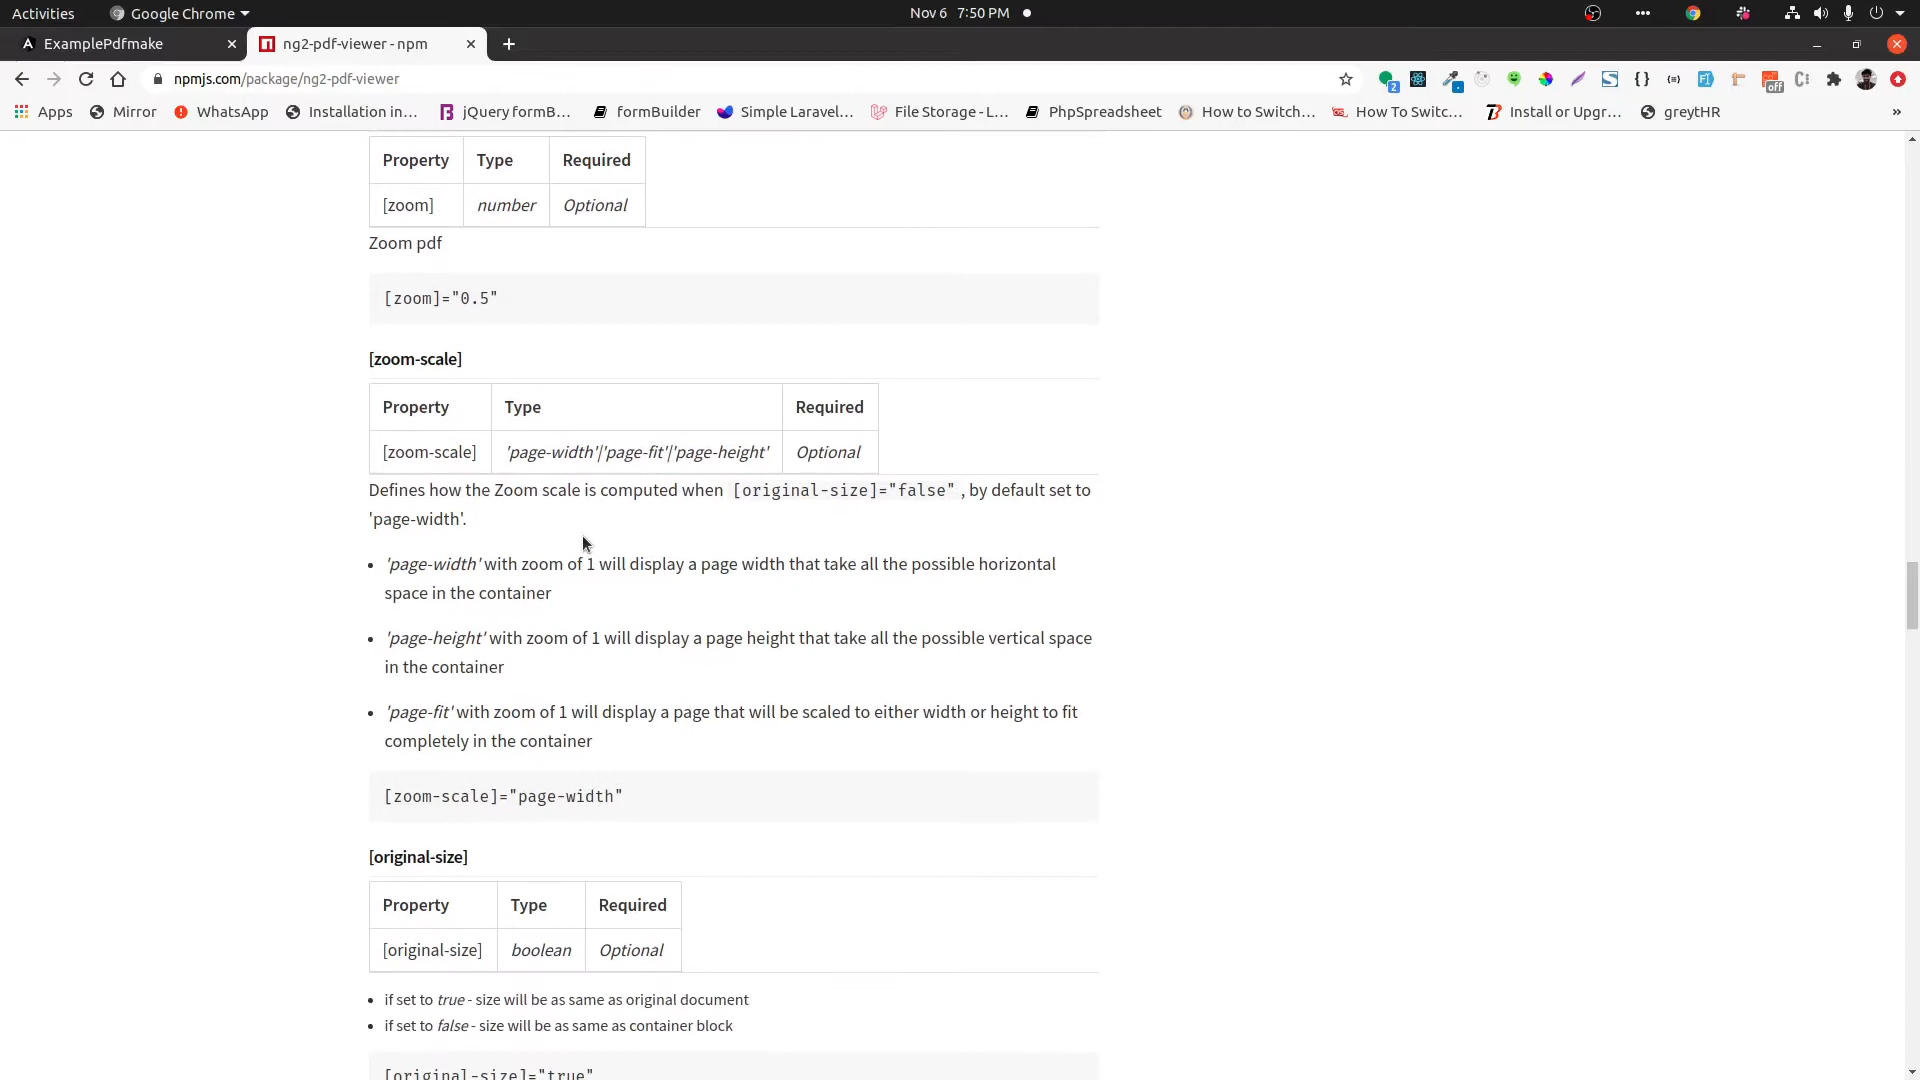 Activities
Google Chrome
Nov 6 7:50 PM
ExamplePdfmake
ng2-pdf-viewer - npm
npmjs.com/package/ng2-pdf-viewer
Apps
Mirror
WhatsApp
Installation in…
jQuery formB…
formBuilder
Simple Laravel…
File Storage - L…
PhpSpreadsheet
How to Switch…
How To Switc…
Install or Upgr…
greytHR
»
Property Type Required
[zoom] number Optional
Zoom pdf
[zoom]="0.5"
[zoom-scale]
Property Type Required
[zoom-scale] 'page-width'|'page-fit'|'page-height' Optional
Defines how the Zoom scale is computed when [original-size]="false" , by default set to
'page-width'.
• 'page-width' with zoom of 1 will display a page width that take all the possible horizontal
space in the container
• 'page-height' with zoom of 1 will display a page height that take all the possible vertical space
in the container
• 'page-fit' with zoom of 1 will display a page that will be scaled to either width or height to fit
completely in the container
[zoom-scale]="page-width"
[original-size]
Property Type Required
[original-size] boolean Optional
• if set to true - size will be as same as original document
• if set to false - size will be as same as container block
[original-size]="true"